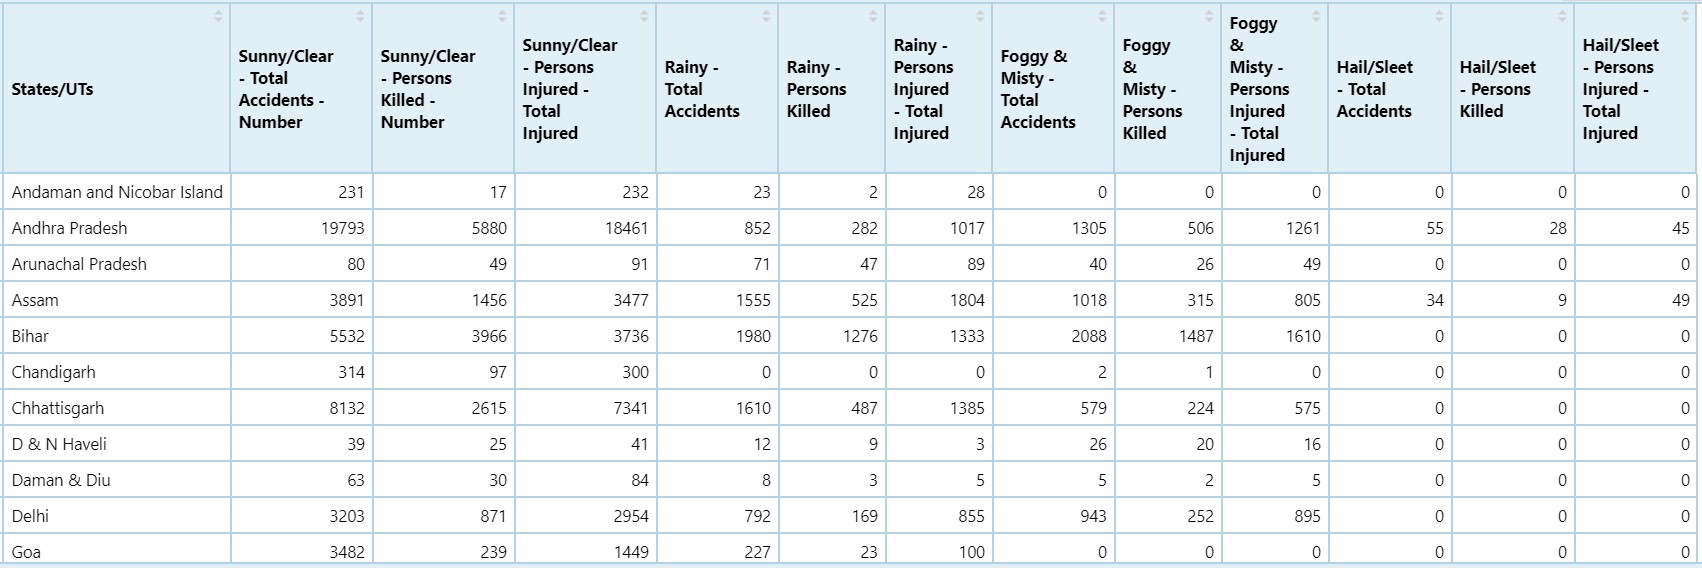 States/UTs
Sunny/Clear - Total Accidents - Number
Sunny/Clear - Persons Killed - Number
Sunny/Clear - Persons Injured - Total Injured
Rainy - Total Accidents
Rainy - Persons Killed
Rainy - Persons Injured - Total Injured
Foggy & Misty - Total Accidents
Foggy & Misty - Persons Killed
Foggy & Misty - Persons Injured - Total Injured
Hail/Sleet - Total Accidents
Hail/Sleet - Persons Killed
Hail/Sleet - Persons Injured - Total Injured
Andaman and Nicobar Island 231 17 232 23 2 28 0 0 0 0 0 0
Andhra Pradesh 19793 5880 18461 852 282 1017 1305 506 1261 55 28 45
Arunachal Pradesh 80 49 91 71 47 89 40 26 49 0 0 0
Assam 3891 1456 3477 1555 525 1804 1018 315 805 34 9 49
Bihar 5532 3966 3736 1980 1276 1333 2088 1487 1610 0 0 0
Chandigarh 314 97 300 0 0 0 2 1 0 0 0 0
Chhattisgarh 8132 2615 7341 1610 487 1385 579 224 575 0 0 0
D & N Haveli 39 25 41 12 9 3 26 20 16 0 0 0
Daman & Diu 63 30 84 8 3 5 5 2 5 0 0 0
Delhi 3203 871 2954 792 169 855 943 252 895 0 0 0
Goa 3482 239 1449 227 23 100 0 0 0 0 0 0